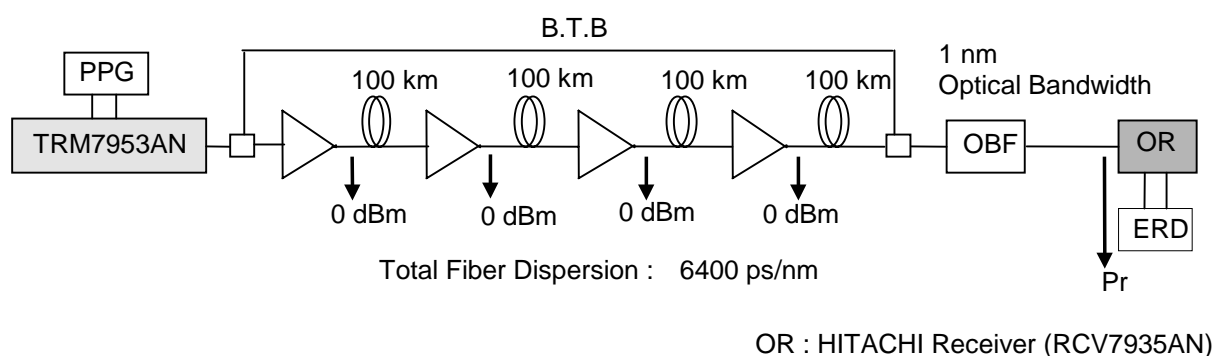 B.T.B
PPG
100 km
100 km
100 km
100 km
1 nm
Optical Bandwidth
TRM7953AN
OBF
OR
0 dBm
0 dBm
0 dBm
0 dBm
ERD
Total Fiber Dispersion : 6400 ps/nm
Pr
OR : HITACHI Receiver (RCV7935AN)